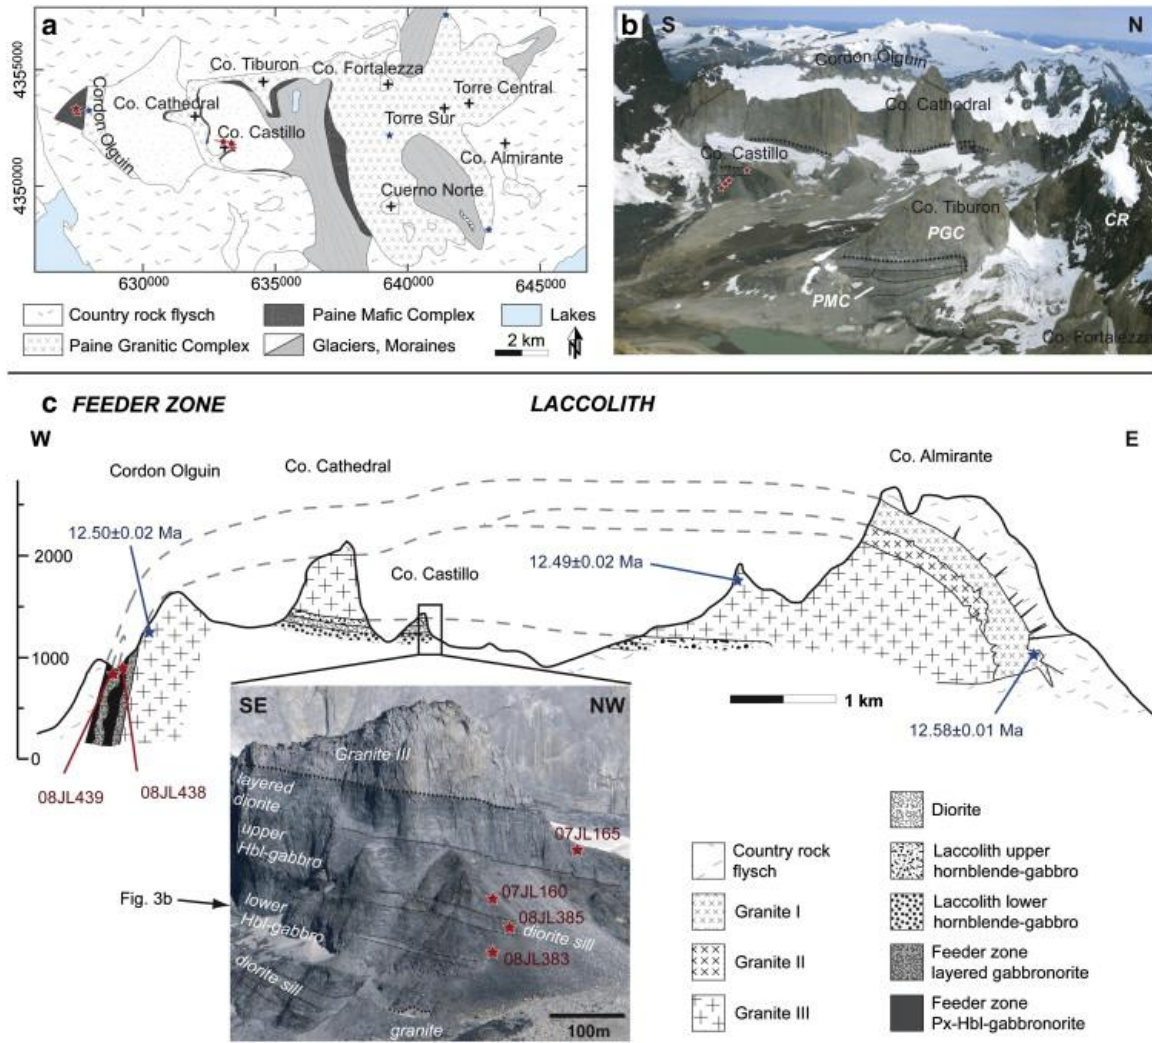 a
4355000
4350000
Co. Tiburon
Co. Fortalezza
Torre Central
Co. Cathedral
Cordon Olguin
Co. Castillo
Torre Sur
Co. Almirante
Cuerno Norte
630000
635000
640000
645000
Country rock flysch
Paine Mafic Complex
Lakes
Paine Granitic Complex
Glaciers, Moraines
2 km
N
b
S
N
Cordon Olguin
Co. Cathedral
Co. Castillo
Co. Tiburon
PGC
CR
PMC
Co. Fortalezza
c FEEDER ZONE
LACCOLITH
W
E
Cordon Olguin
Co. Cathedral
Co. Almirante
12.50±0.02 Ma
2000
Co. Castillo
12.49±0.02 Ma
1000
0
1 km
12.58±0.01 Ma
08JL439
08JL438
SE
NW
Granite III
layered
diorite
upper
Hbl-gabbro
07JL165
07JL160
Fig. 3b
lower
Hbl-gabbro
08JL385
diorite sill
08JL383
diorite sill
granite
100m
Country rock
flysch
Granite I
Granite II
Granite III
Diorite
Laccolith upper
hornblende-gabbro
Laccolith lower
hornblende-gabbro
Feeder zone
layered gabbronorite
Feeder zone
Px-Hbl-gabbronorite